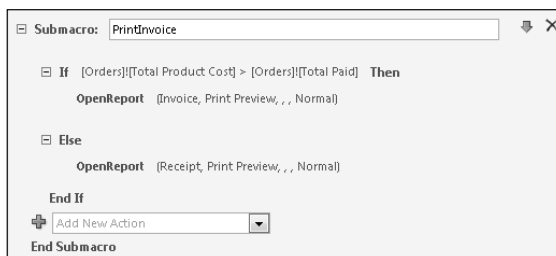 Submacro: PrintInvoice
If [Orders]![Total Product Cost] > [Orders]![Total Paid] Then
OpenReport (Invoice, Print Preview, , , Normal)
Else
OpenReport (Receipt, Print Preview, , , Normal)
End If
Add New Action
End Submacro